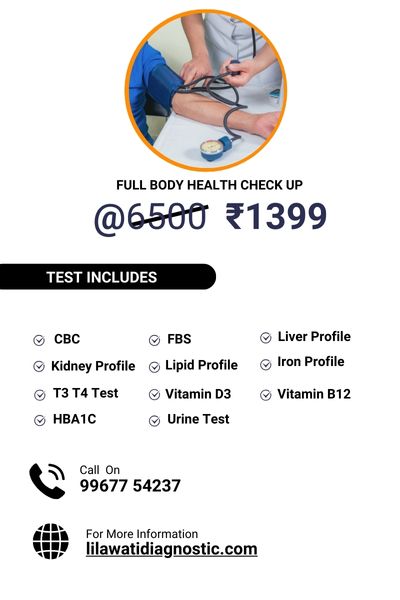 FULL BODY HEALTH CHECK UP
@6500 ₹1399
TEST INCLUDES
CBC FBS Liver Profile
Kidney Profile Lipid Profile Iron Profile
T3 T4 Test Vitamin D3 Vitamin B12
HBA1C Urine Test
Call On
99677 54237
For More Information
lilawatidiagnostic.com